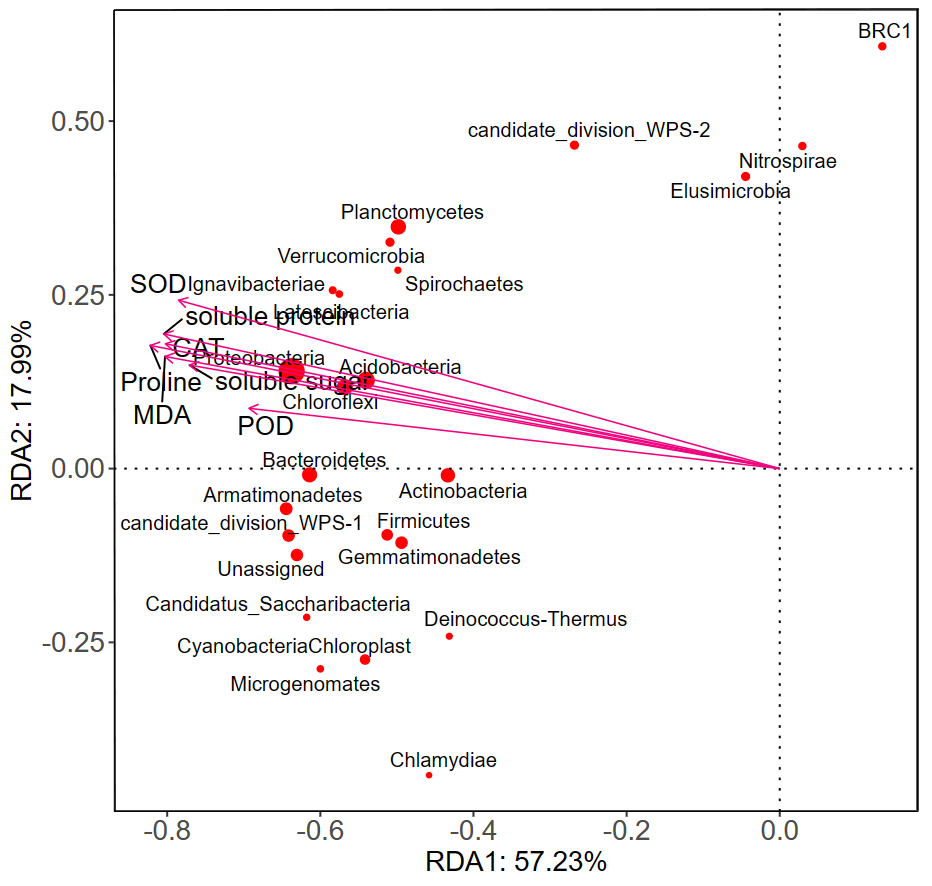 BRC1
0.50
candidate_division_WPS-2
Nitrospirae
Elusimicrobia
Planctomycetes
Verrucomicrobia
SOD
Ignavibacteriae
Spirochaetes
0.25
Latescibacteria
soluble protein
CAT
Proteobacteria
Acidobacteria
Proline
soluble sugar
Chloroflexi
MDA
POD
RDA2: 17.99%
Bacteroidetes
0.00
Armatimonadetes
Actinobacteria
candidate_division_WPS-1
Firmicutes
Gemmatimonadetes
Unassigned
Candidatus_Saccharibacteria
Deinococcus-Thermus
-0.25
CyanobacteriaChloroplast
Microgenomates
Chlamydiae
-0.8 -0.6 -0.4 -0.2 0.0
RDA1: 57.23%